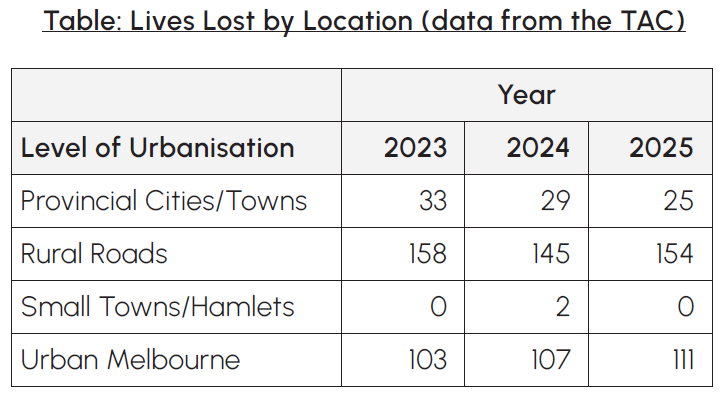 Table: Lives Lost by Location (data from the TAC)
Year
Level of Urbanisation 2023 2024 2025
Provincial Cities/Towns 33 29 25
Rural Roads 158 145 154
Small Towns/Hamlets 0 2 0
Urban Melbourne 103 107 111